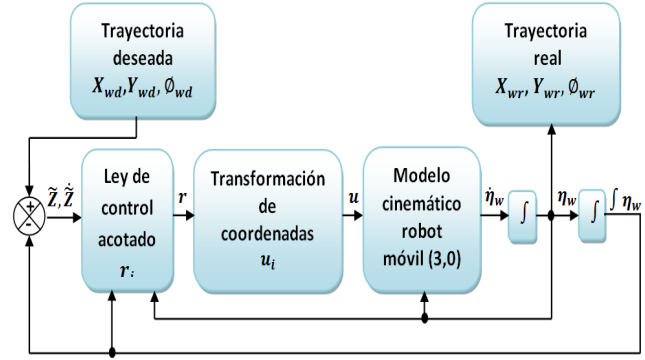 Trayectoria
deseada
X_wd,Y_wd,∅_wd
Trayectoria
real
X_wr, Y_wr, ∅_wr
+
-
Z̃, Z̃̇
Ley de
control
acotado
r :
r
Transformación
de
coordenadas
u_i
u
Modelo
cinemático
robot
móvil (3,0)
η̇_w
∫
η_w
∫
∫ η_w